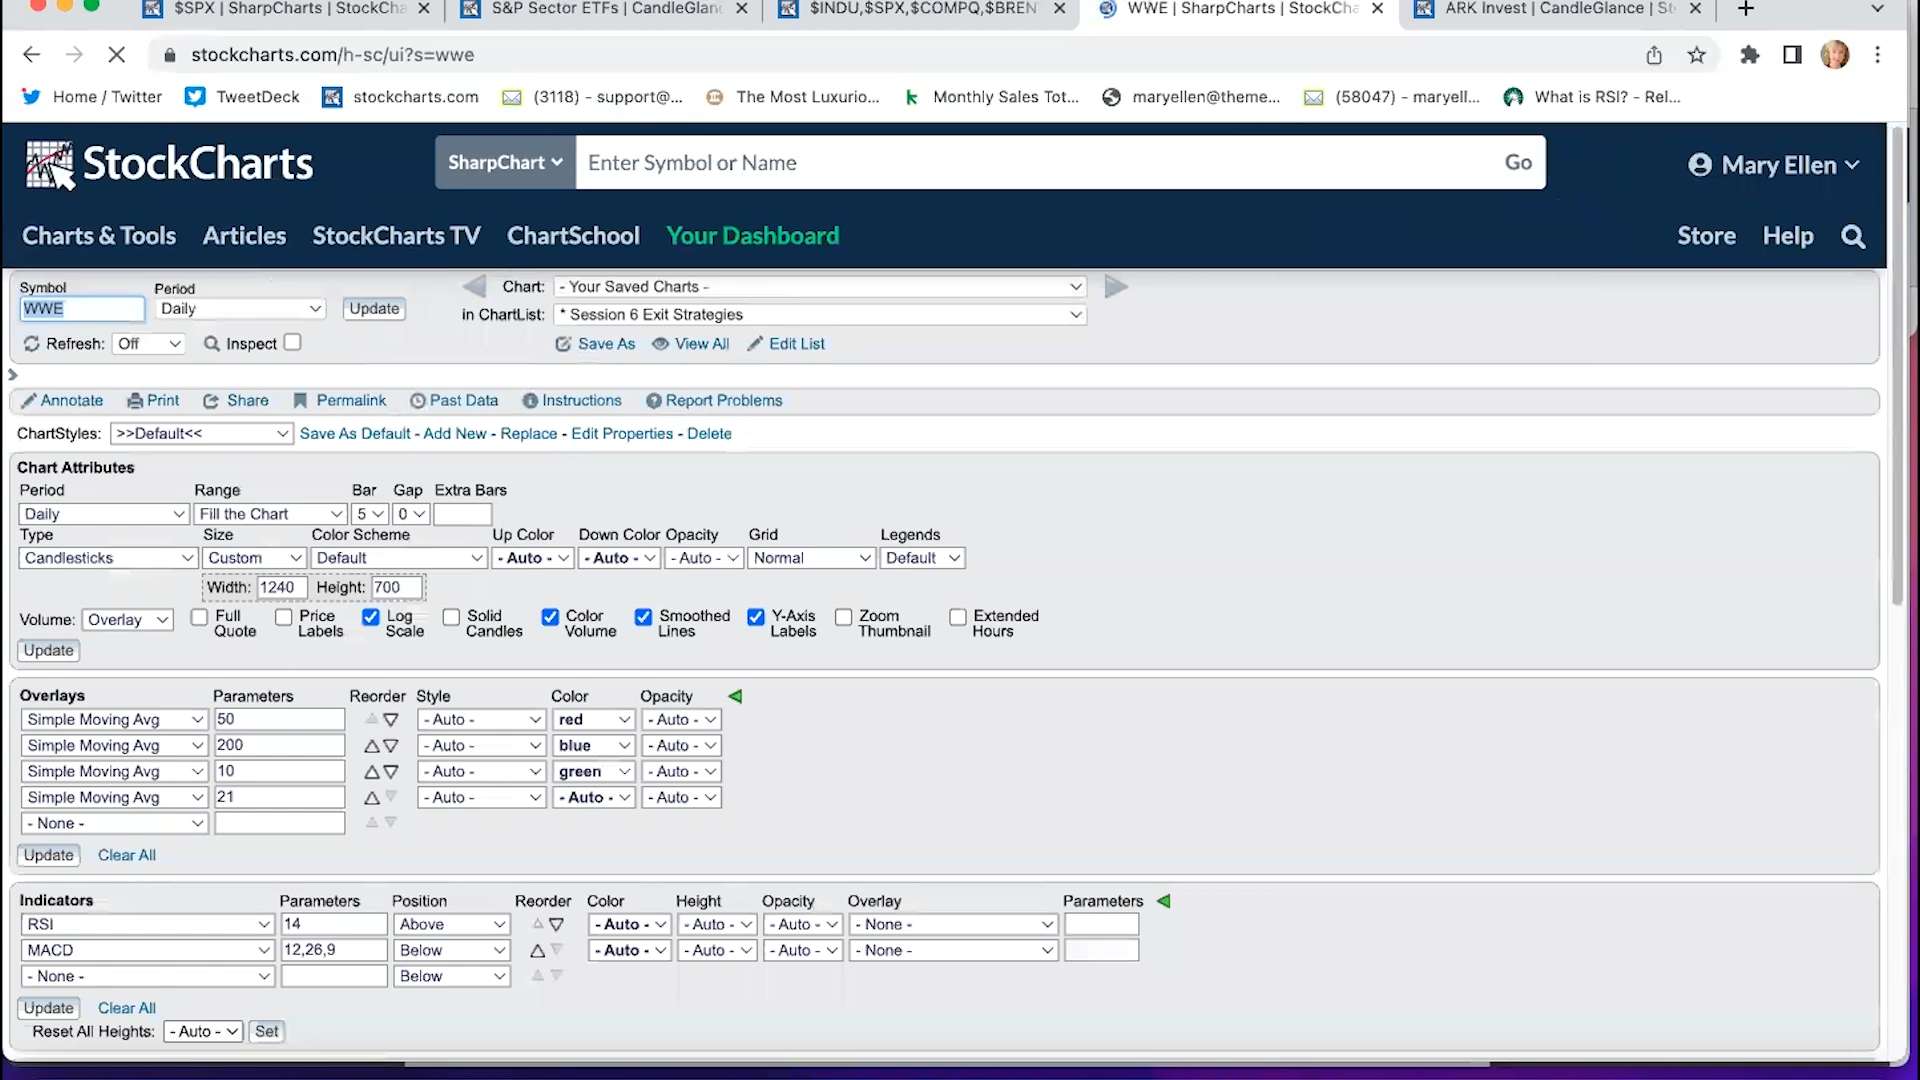 $SPX | SharpCharts | StockCha
S&P Sector ETFs | CandleGlanc
$INDU,$SPX,$COMPQ,$BREN
WWE | SharpCharts | StockCha
ARK Invest | CandleGlance | St
stockcharts.com/h-sc/ui?s=wwe
Home / Twitter
TweetDeck
stockcharts.com
(3118) - support@...
The Most Luxurio...
Monthly Sales Tot...
maryellen@theme...
(58047) - maryell...
What is RSI? - Rel...
StockCharts
SharpChart
Enter Symbol or Name
Go
Mary Ellen
Charts & Tools
Articles
StockCharts TV
ChartSchool
Your Dashboard
Store
Help
Symbol
Period
Chart:
- Your Saved Charts -
WWE
Daily
Update
in ChartList:
* Session 6 Exit Strategies
Refresh:
Off
Inspect
Save As
View All
Edit List
Annotate
Print
Share
Permalink
Past Data
Instructions
Report Problems
ChartStyles:
>>Default<<
Save As Default - Add New - Replace - Edit Properties - Delete
Chart Attributes
Period
Range
Bar
Gap
Extra Bars
Daily
Fill the Chart
5
0
Type
Size
Color Scheme
Up Color
Down Color
Opacity
Grid
Legends
Candlesticks
Custom
Default
- Auto -
- Auto -
- Auto -
Normal
Default
Width:
1240
Height:
700
Volume:
Overlay
Full Quote
Price Labels
Log Scale
Solid Candles
Color Volume
Smoothed Lines
Y-Axis Labels
Zoom Thumbnail
Extended Hours
Update
Overlays
Parameters
Reorder
Style
Color
Opacity
Simple Moving Avg
50
- Auto -
red
- Auto -
Simple Moving Avg
200
- Auto -
blue
- Auto -
Simple Moving Avg
10
- Auto -
green
- Auto -
Simple Moving Avg
21
- Auto -
- Auto -
- Auto -
- None -
Update
Clear All
Indicators
Parameters
Position
Reorder
Color
Height
Opacity
Overlay
Parameters
RSI
14
Above
- Auto -
- Auto -
- Auto -
- None -
MACD
12,26,9
Below
- Auto -
- Auto -
- Auto -
- None -
- None -
Below
Update
Clear All
Reset All Heights:
- Auto -
Set